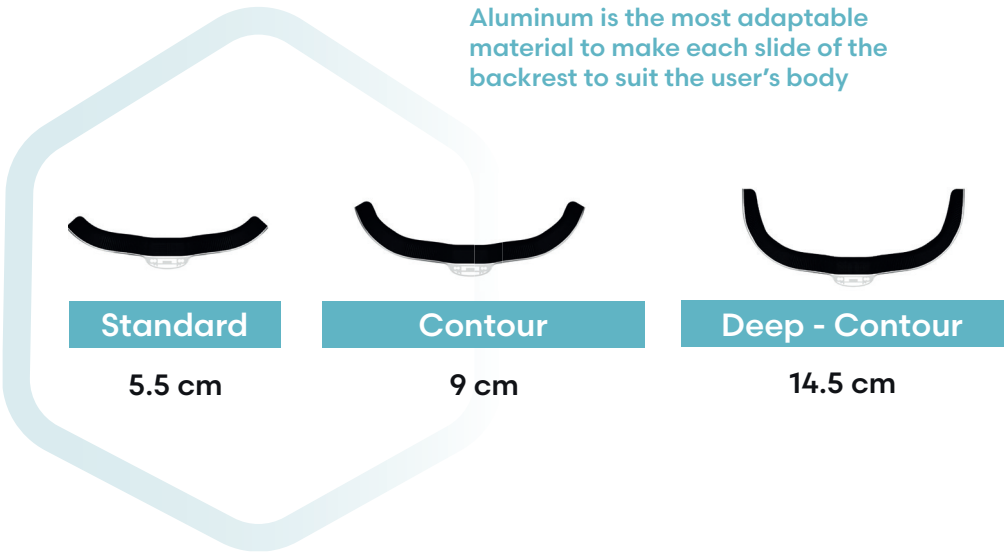 Aluminum is the most adaptable
material to make each slide of the
backrest to suit the user's body
Standard
Contour
Deep - Contour
5.5 cm
9 cm
14.5 cm